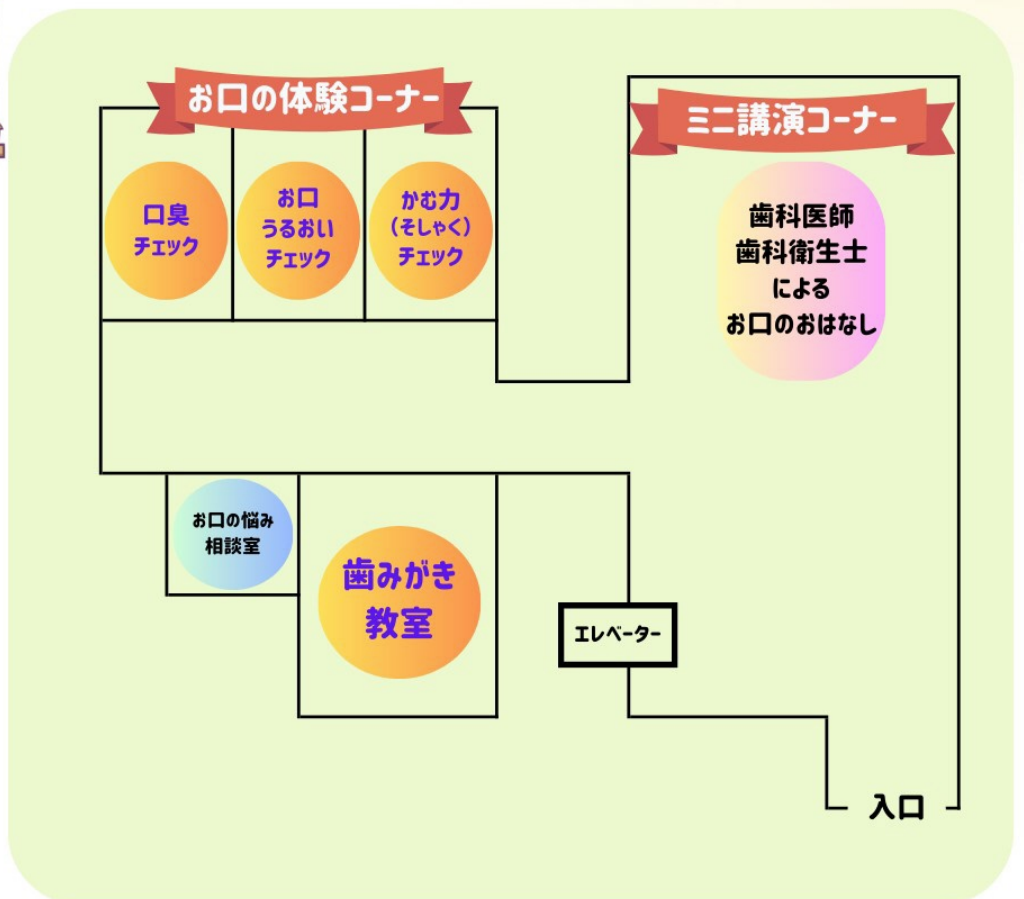 お口の体験コーナー
ミニ講演コーナー
口臭
チェック
お口
うるおい
チェック
かむ力
(そしゃく)
チェック
歯科医師
歯科衛生士
による
お口のおはなし
お口の悩み
相談室
歯みがき
教室
エレベーター
入口